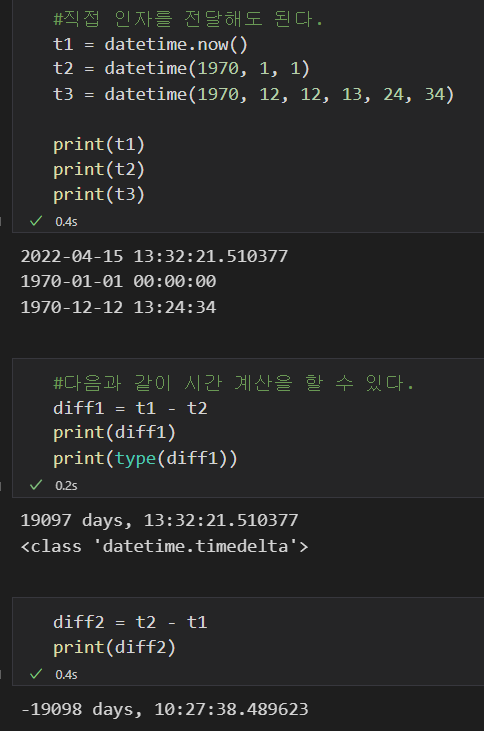 #직접 인자를 전달해도 된다.
t1 = datetime.now()
t2 = datetime(1970, 1, 1)
t3 = datetime(1970, 12, 12, 13, 24, 34)
print(t1)
print(t2)
print(t3)
0.4s
2022-04-15 13:32:21.510377
1970-01-01 00:00:00
1970-12-12 13:24:34
#다음과 같이 시간 계산을 할 수 있다.
diff1 = t1 - t2
print(diff1)
print(type(diff1))
0.2s
19097 days, 13:32:21.510377
<class 'datetime.timedelta'>
diff2 = t2 - t1
print(diff2)
0.4s
-19098 days, 10:27:38.489623